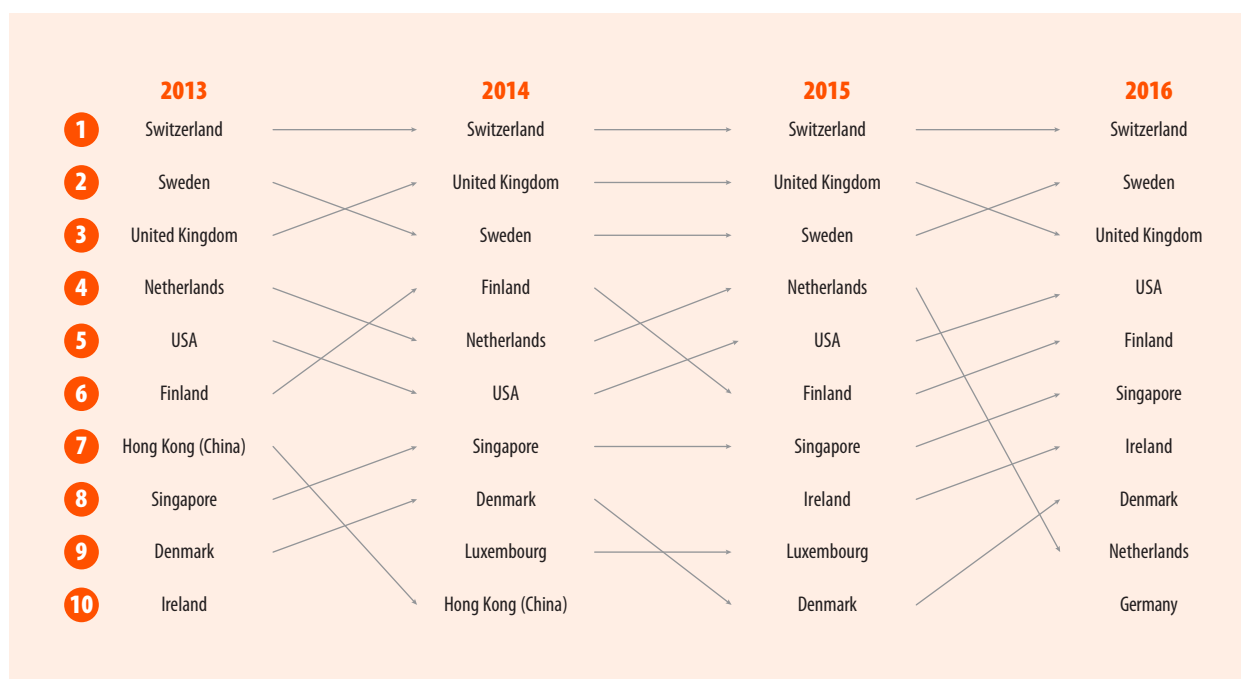 2013 2014 2015 2016
1 Switzerland Switzerland Switzerland Switzerland
2 Sweden United Kingdom United Kingdom Sweden
3 United Kingdom Sweden Sweden United Kingdom
4 Netherlands Finland Netherlands USA
5 USA Netherlands USA Finland
6 Finland USA Finland Singapore
7 Hong Kong (China) Singapore Singapore Ireland
8 Singapore Denmark Ireland Denmark
9 Denmark Luxembourg Luxembourg Netherlands
10 Ireland Hong Kong (China) Denmark Germany